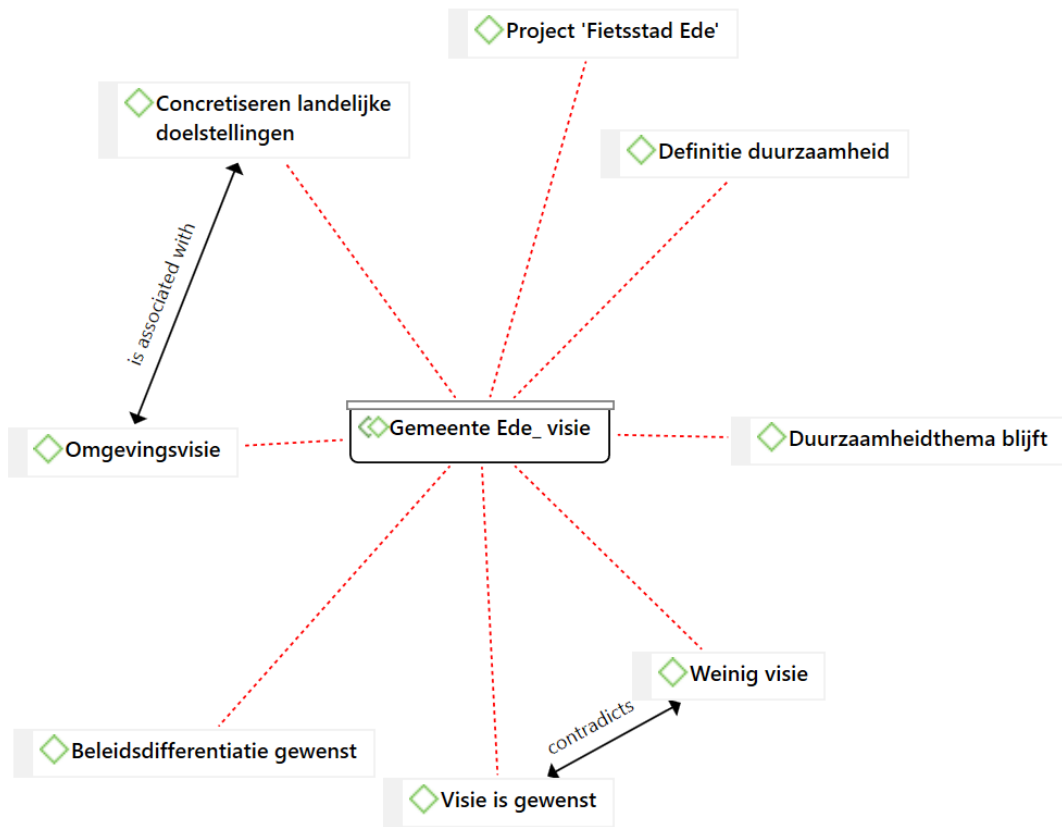 Project 'Fietsstad Ede'
Concretiseren landelijke
doelstellingen
Definitie duurzaamheid
is associated with
Gemeente Ede_ visie
Omgevingsvisie
Duurzaamheidthema blijft
Weinig visie
contradicts
Beleidsdifferentiatie gewenst
Visie is gewenst